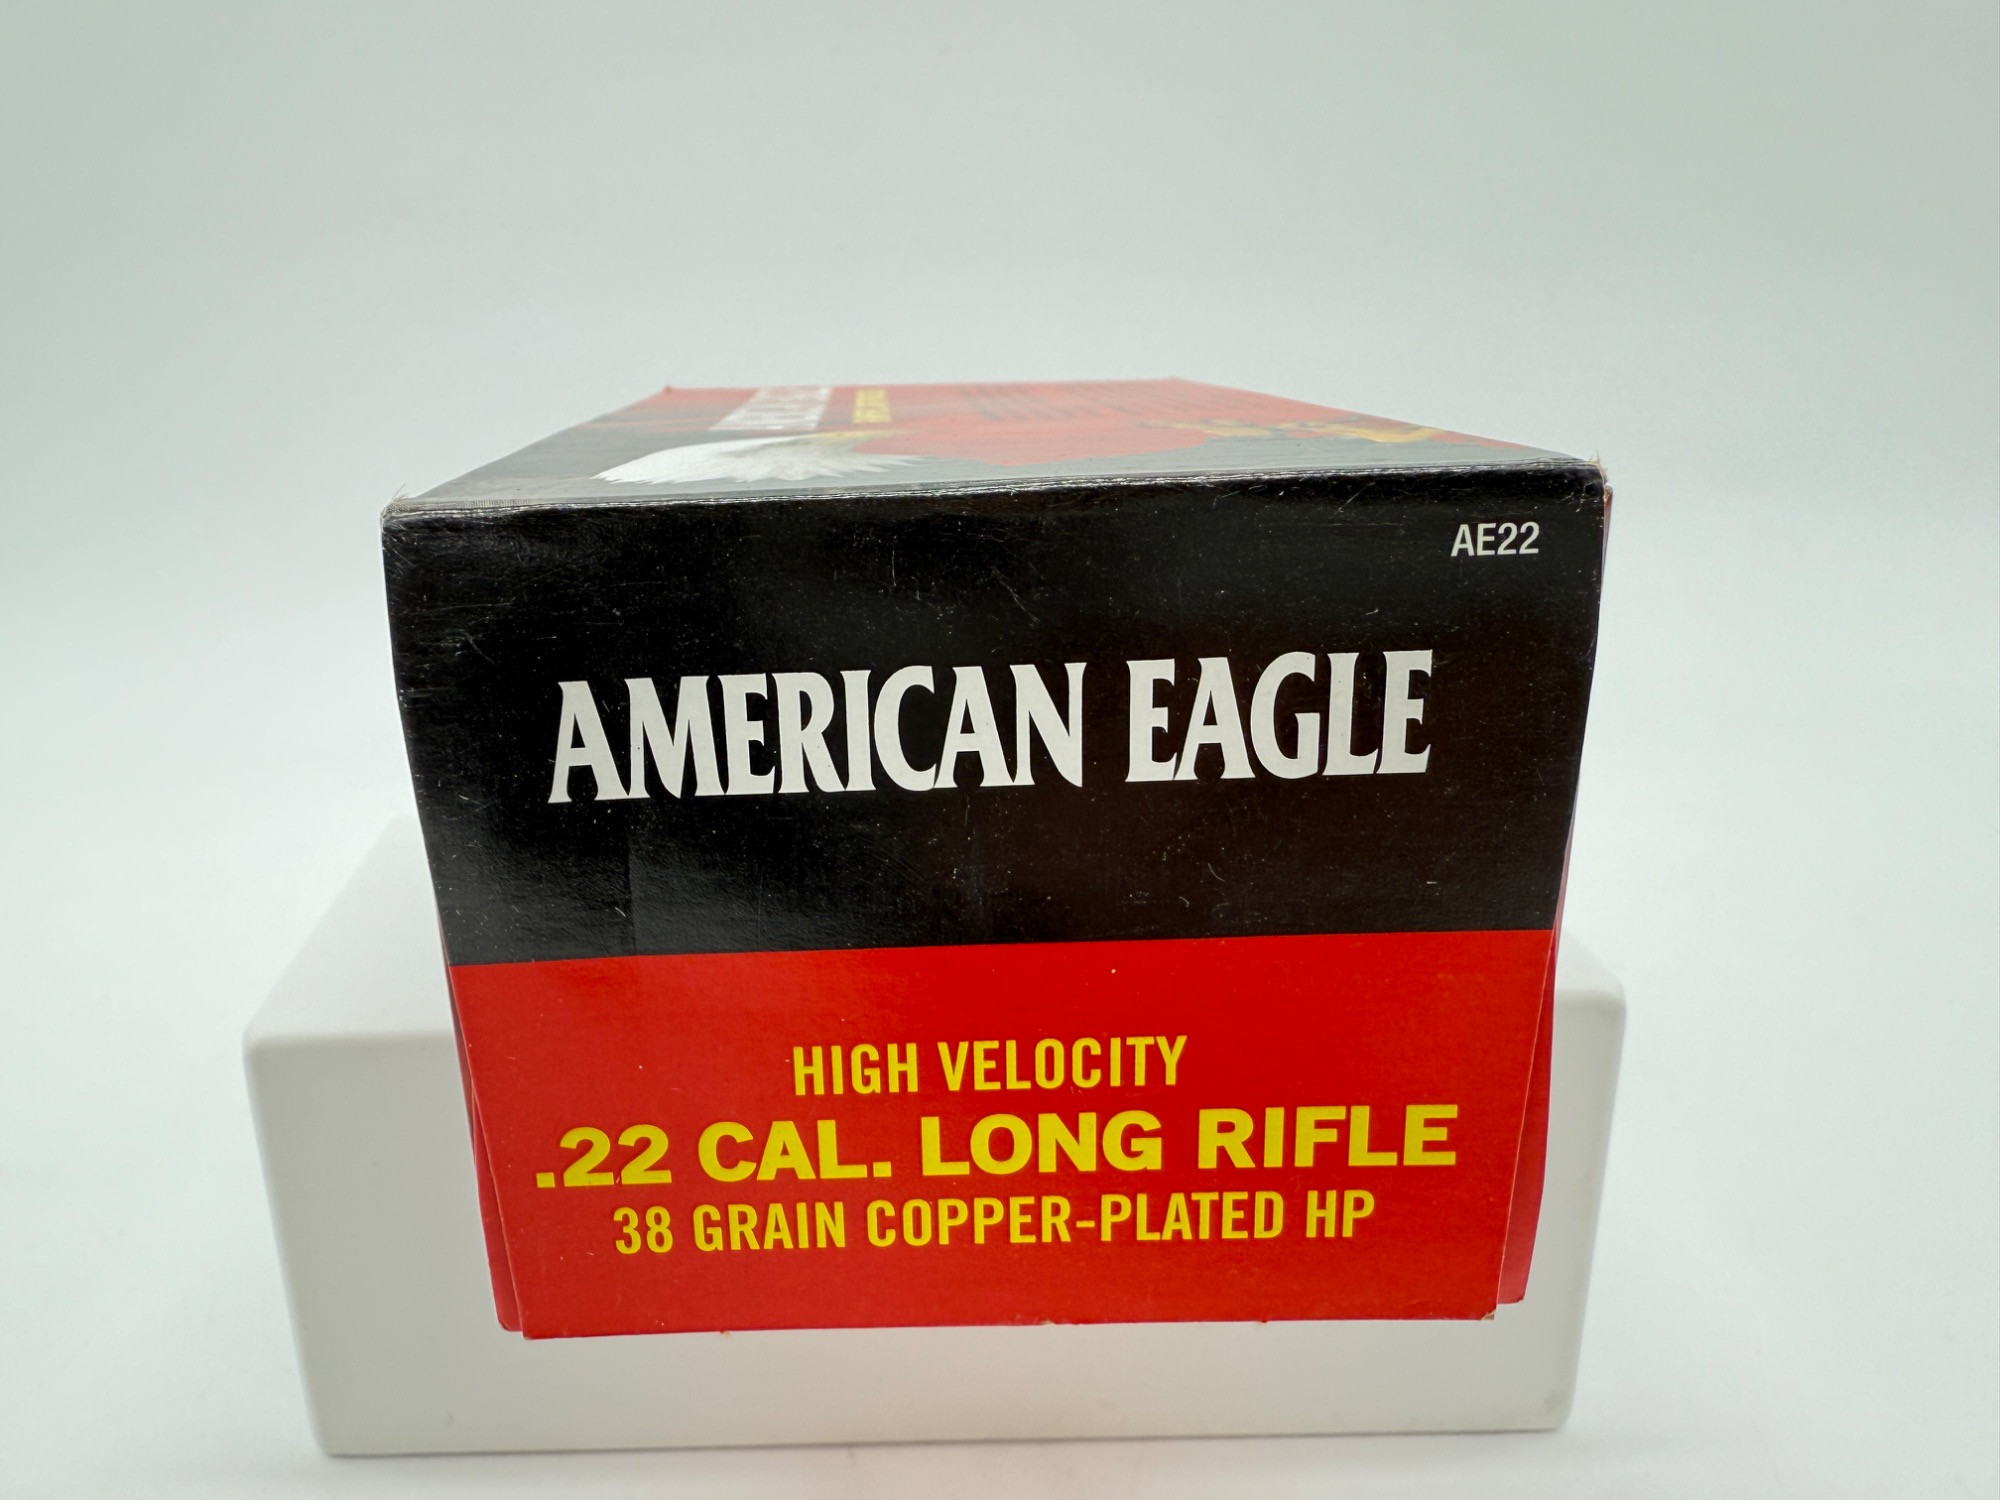 AE22
AMERICAN EAGLE
HIGH VELOCITY
.22 CAL. LONG RIFLE
38 GRAIN COPPER-PLATED HP